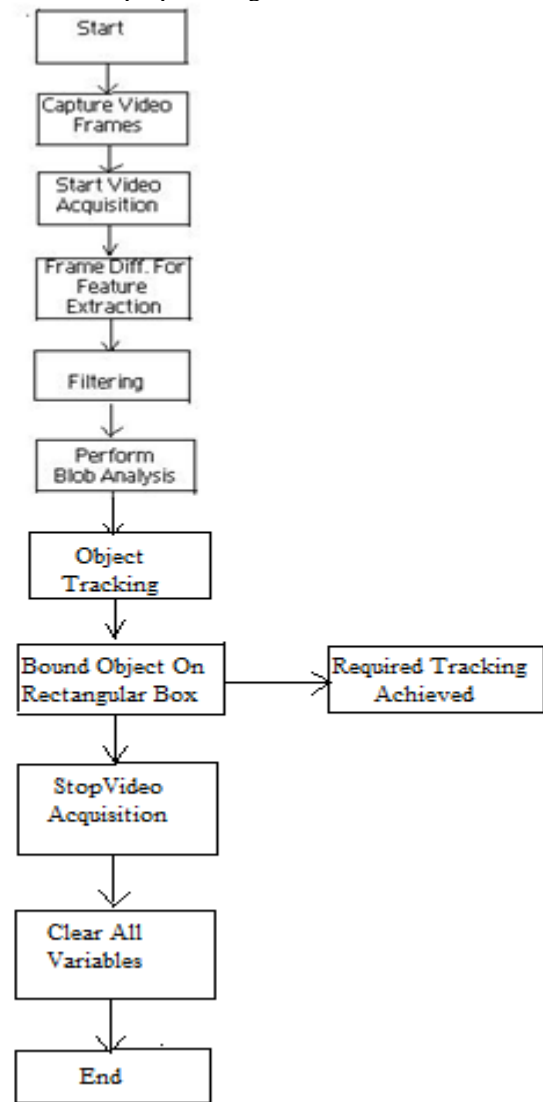 Start
Capture Video
Frames
Start Video
Acquisition
Frame Diff. For
Feature
Extraction
Filtering
Perform
Blob Analysis
Object
Tracking
Bound Object On
Rectangular Box
Required Tracking
Achieved
StopVideo
Acquisition
Clear All
Variables
End